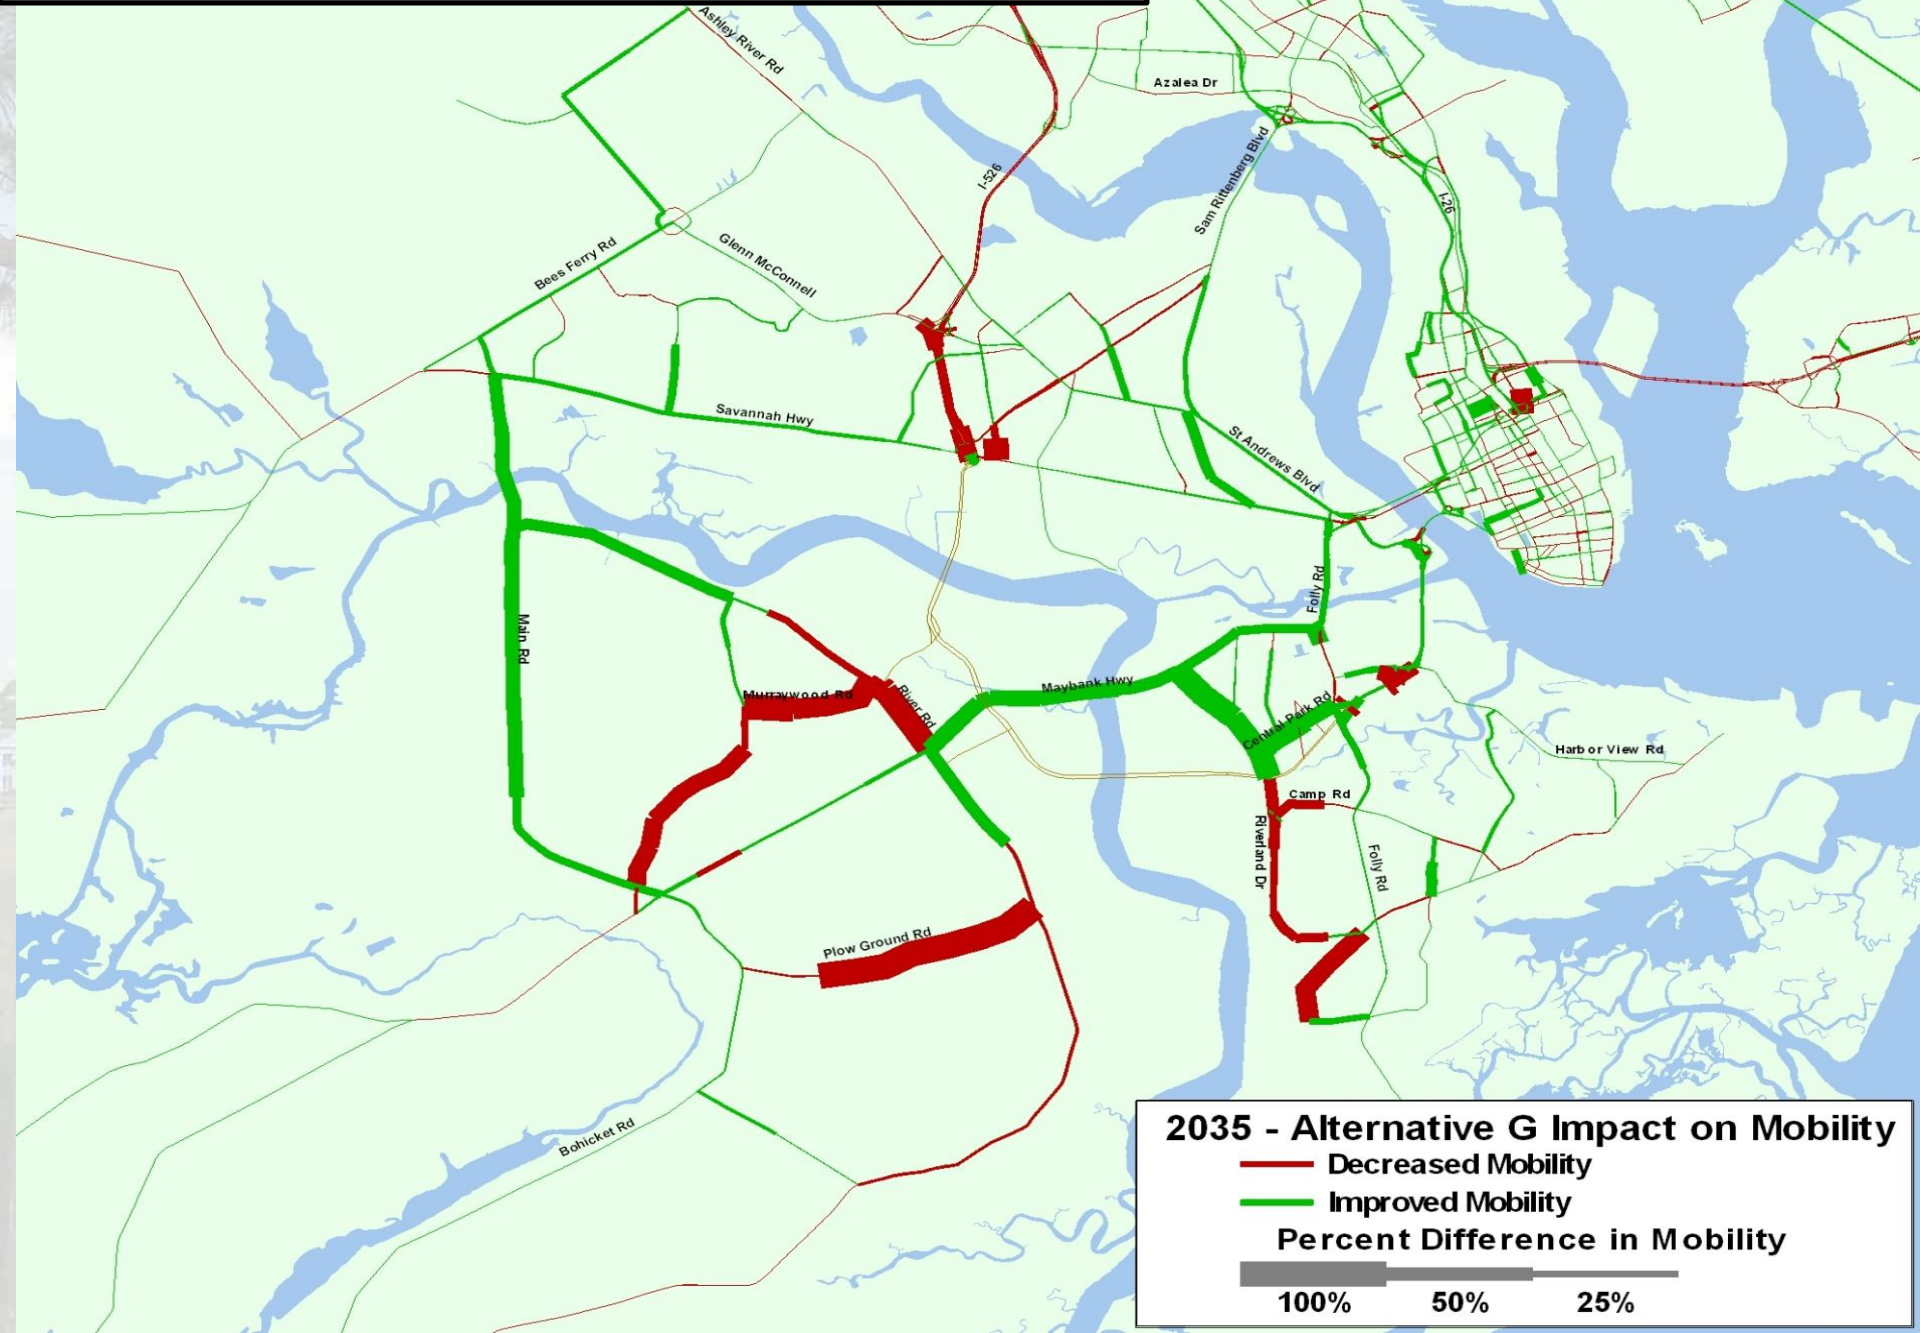 Ashley River Rd
Azalea Dr
I-526
Sam Rittenberg Blvd
I-26
Bees Ferry Rd
Glenn McConnell
Savannah Hwy
St Andrews Blvd
Folly Rd
Main Rd
Murraywood Rd
River Rd
Maybank Hwy
Central Park Rd
Harbor View Rd
Camp Rd
Riverland Dr
Folly Rd
Plow Ground Rd
Bohicket Rd
2035 - Alternative G Impact on Mobility
Decreased Mobility
Improved Mobility
Percent Difference in Mobility
100% 50% 25%